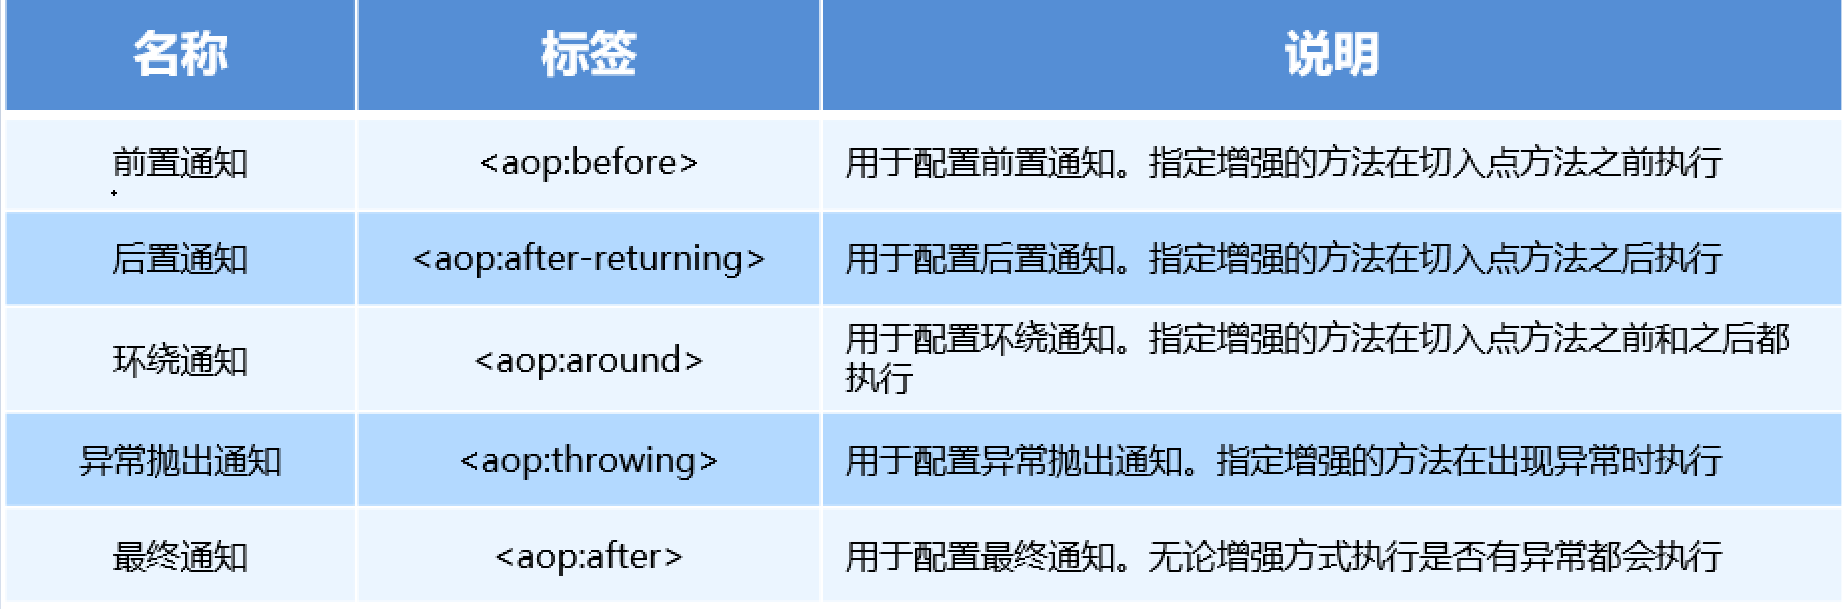 名称 标签 说明
前置通知 <aop:before> 用于配置前置通知。指定增强的方法在切入点方法之前执行
后置通知 <aop:after-returning> 用于配置后置通知。指定增强的方法在切入点方法之后执行
环绕通知 <aop:around> 用于配置环绕通知。指定增强的方法在切入点方法之前和之后都
执行
异常抛出通知 <aop:throwing> 用于配置异常抛出通知。指定增强的方法在出现异常时执行
最终通知 <aop:after> 用于配置最终通知。无论增强方式执行是否有异常都会执行